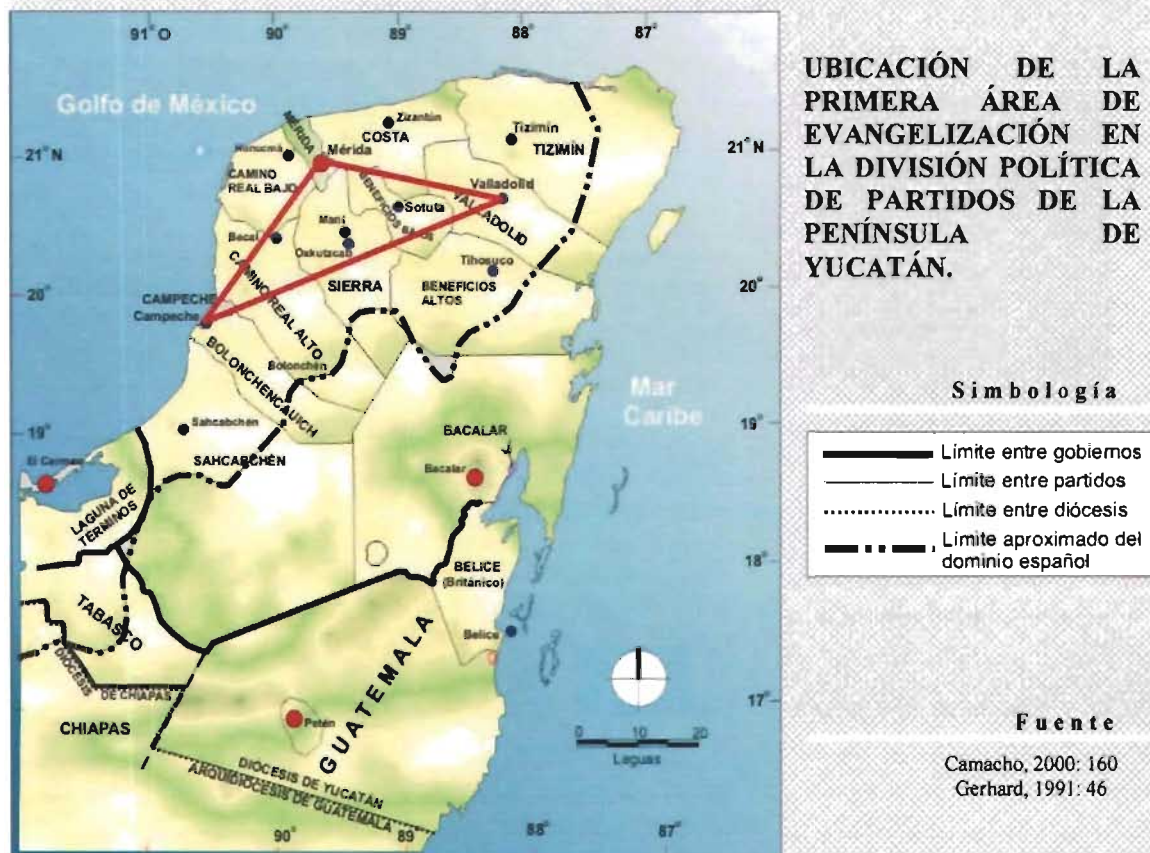 91° O
90°
89°
88°
87°
Golfo de México
MÉRIDA
Zizantún
COSTA
Tizimín
TIZIMÍN
21° N
21° N
Hunucmá
Mérida
CAMINO
REAL BAJO
BENEFICIOS BAJOS
Valladolid
VALLADOLID
Sotuta
Maní
Oxkutzcab
Becal
Tihosuco
CAMINO REAL ALTO
SIERRA
BENEFICIOS
ALTOS
20°
20°
CAMPECHE
Campeche
Bolonchén
BOLONCHENCAUICH
Mar
Caribe
19°
19°
Sahcabchén
SAHCABCHÉN
BACALAR
Bacalar
El Carmen
LAGUNA DE
TERMINOS
18°
BELICE
(Británico)
Belice
TABASCO
DIÓCESIS
DE CHIAPAS
CHIAPAS
GUATEMALA
17°
Petén
0 10 20
Leguas
DIÓCESIS DE YUCATÁN
ARQUIDIÓCESIS DE GUATEMALA
90°
89°
88°
87°
UBICACIÓN DE LA
PRIMERA ÁREA DE
EVANGELIZACIÓN EN
LA DIVISIÓN POLÍTICA
DE PARTIDOS DE LA
PENÍNSULA DE
YUCATÁN.
Simbología
Límite entre gobiernos
Límite entre partidos
Límite entre diócesis
Limite aproximado del
dominio español
Fuente
Camacho, 2000: 160
Gerhard, 1991: 46